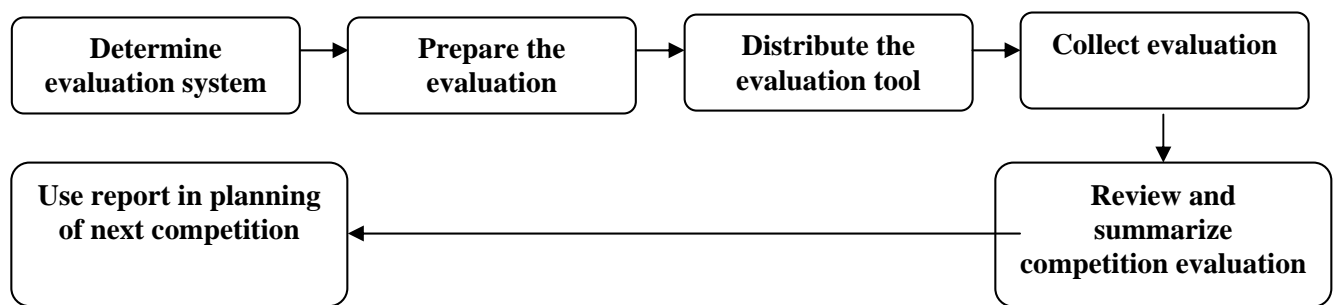 Determine
evaluation system
Prepare the
evaluation
Distribute the
evaluation tool
Collect evaluation
Review and
summarize
competition evaluation
Use report in planning
of next competition